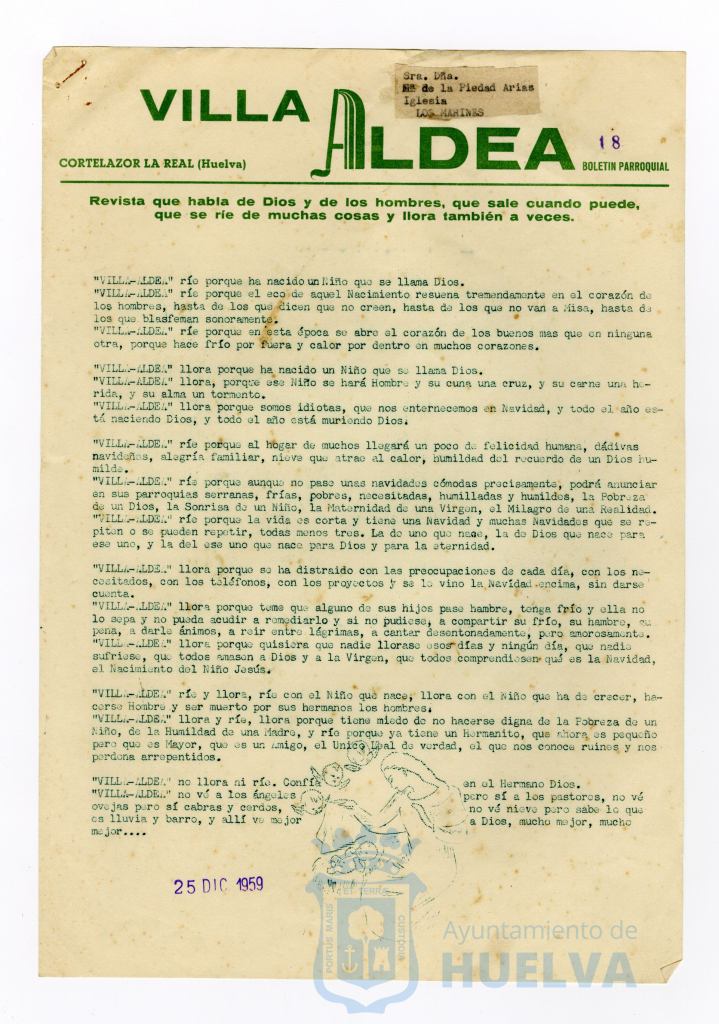 Sra. Dña.
Mª de la Piedad Arias
Iglesia
LOS MARINES
VILLA ALDEA
18
CORTELAZOR LA REAL (Huelva)
BOLETIN PARROQUIAL
Revista que habla de Dios y de los hombres, que sale cuando puede,
que se ríe de muchas cosas y llora también a veces.
"VILLA-ALDEA" ríe porque ha nacido un Niño que se llama Dios.
"VILLA-ALDEA" ríe porque el eco de aquel Nacimiento resuena tremendamente en el corazón de
los hombres, hasta de los que dicen que no creen, hasta de los que no van a Misa, hasta de
los que blasfeman sonoramente.
"VILLA-ALDEA" ríe porque en esta época se abre el corazón de los buenos mas que en ninguna
otra, porque hace frío por fuera y calor por dentro en muchos corazones.
"VILLA-ALDEA" llora porque ha nacido un Niño que se llama Dios.
"VILLA-ALDEA" llora, porque ese Niño se hará Hombre y su cuna una cruz, y su carne una he-
rida, y su alma un tormento.
"VILLA-ALDEA" llora porque somos idiotas, que nos enternecemos en Navidad, y todo el año es-
tá naciendo Dios, y todo el año está muriendo Dios.
"VILLA-ALDEA" ríe porque al hogar de muchos llegará un poco de felicidad humana, dádivas
navideñas, alegría familiar, nieve que atrae al calor, humildad del recuerdo de un Dios hu-
milde.
"VILLA-ALDEA" ríe porque aunque no pase unas navidades cómodas precisamente, podrá anunciar
en sus parroquias serranas, frías, pobres, necesitadas, humilladas y humildes, la Pobreza
de un Dios, la Sonrisa de un Niño, la Maternidad de una Virgen, el Milagro de una Realidad.
"VILLA-ALDEA" ríe porque la vida es corta y tiene una Navidad y muchas Navidades que se re-
piten o se pueden repetir, todas menos tres. La de uno que nace, la de Dios que nace para
ese uno, y la del ese uno que nace para Dios y para la eternidad.
"VILLA-ALDEA" llora porque se ha distraido con las preocupaciones de cada día, con los ne-
cesitados, con los teléfonos, con los proyectos y se le vino la Navidad encima, sin darse
cuenta.
"VILLA-ALDEA" llora porque teme que alguno de sus hijos pase hambre, tenga frío y ella no
lo sepa y no pueda acudir a remediarlo y si no pudiese, a compartir su frío, su hambre, su
pena, a darle ánimos, a reir entre lágrimas, a cantar desentonadamente, pero amorosamente.
"VILLA-ALDEA" llora porque quisiera que nadie llorase esos días y ningún día, que nadie
sufriese, que todos amasen a Dios y a la Virgen, que todos comprendiesen qué es la Navidad,
el Nacimiento del Niño Jesús.
"VILLA-ALDEA" ríe y llora, ríe con el Niño que nace, llora con el Niño que ha de crecer, ha-
cerse Hombre y ser muerto por sus hermanos los hombres.
"VILLA-ALDEA" llora y ríe, llora porque tiene miedo de no hacerse digna de la Pobreza de un
Niño, de la Humildad de una Madre, y ríe porque ya tiene un Hermanito, que ahora es pequeño
pero que es Mayor, que es un Amigo, el Unico Leal de verdad, el que nos conoce ruines y nos
perdona arrepentidos.
"VILLA-ALDEA" no llora ni ríe. Confía en el Hermano Dios.
"VILLA-ALDEA" no vé a los ángeles pero sí a los pastores, no vé
ovejas pero sí cabras y cerdos, no vé nieve pero sabe lo que
es lluvia y barro, y allí ve mejor a Dios, mucho mejor, mucho
mejor....
25 DIC 1959
PORTUS MARIS ET TERRÆ CUSTODIA
Ayuntamiento de
HUELVA